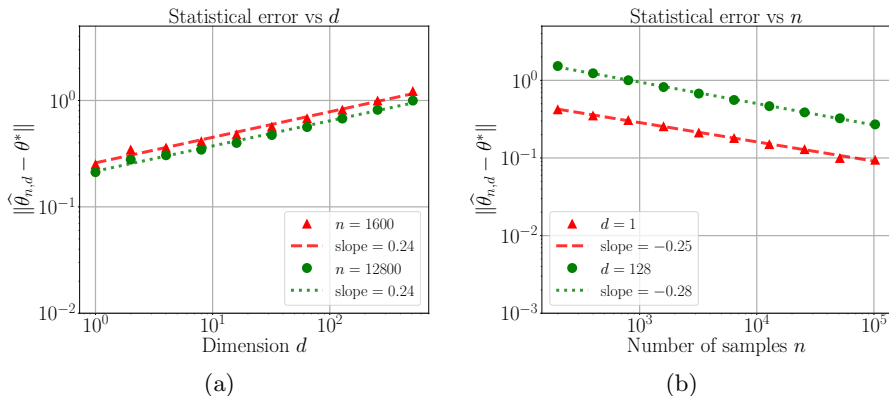 Statistical error vs d
‖θ̂_{n,d} − θ*‖
10^0
10^{−1}
10^{−2}
n = 1600
slope = 0.24
n = 12800
slope = 0.24
10^0
10^1
10^2
Dimension d
(a)
Statistical error vs n
‖θ̂_{n,d} − θ*‖
10^0
10^{−1}
10^{−2}
10^{−3}
d = 1
slope = −0.25
d = 128
slope = −0.28
10^3
10^4
10^5
Number of samples n
(b)